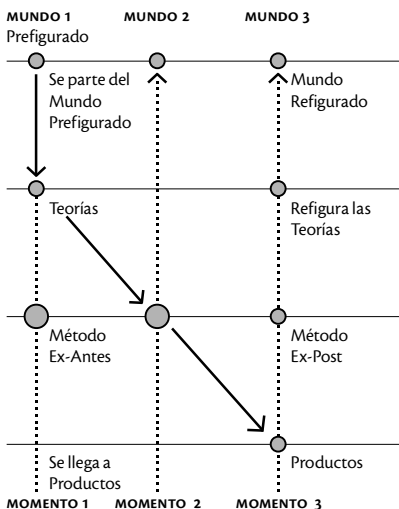 MUNDO 1 MUNDO 2 MUNDO 3
Prefigurado
Se parte del
Mundo
Prefigurado
Mundo
Refigurado
Teorías
Refigura las
Teorías
Método
Ex-Antes
Método
Ex-Post
Se llega a
Productos
Productos
MOMENTO 1 MOMENTO 2 MOMENTO 3